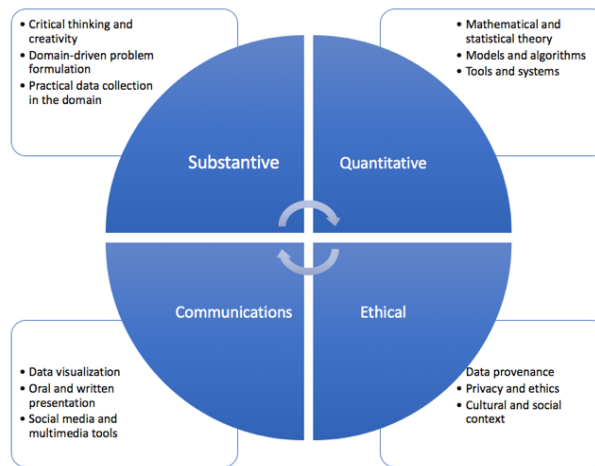 • Critical thinking and
creativity
• Domain-driven problem
formulation
• Practical data collection
in the domain
• Mathematical and
statistical theory
• Models and algorithms
• Tools and systems
Substantive
Quantitative
Communications
Ethical
• Data visualization
• Oral and written
presentation
• Social media and
multimedia tools
Data provenance
• Privacy and ethics
• Cultural and social
context